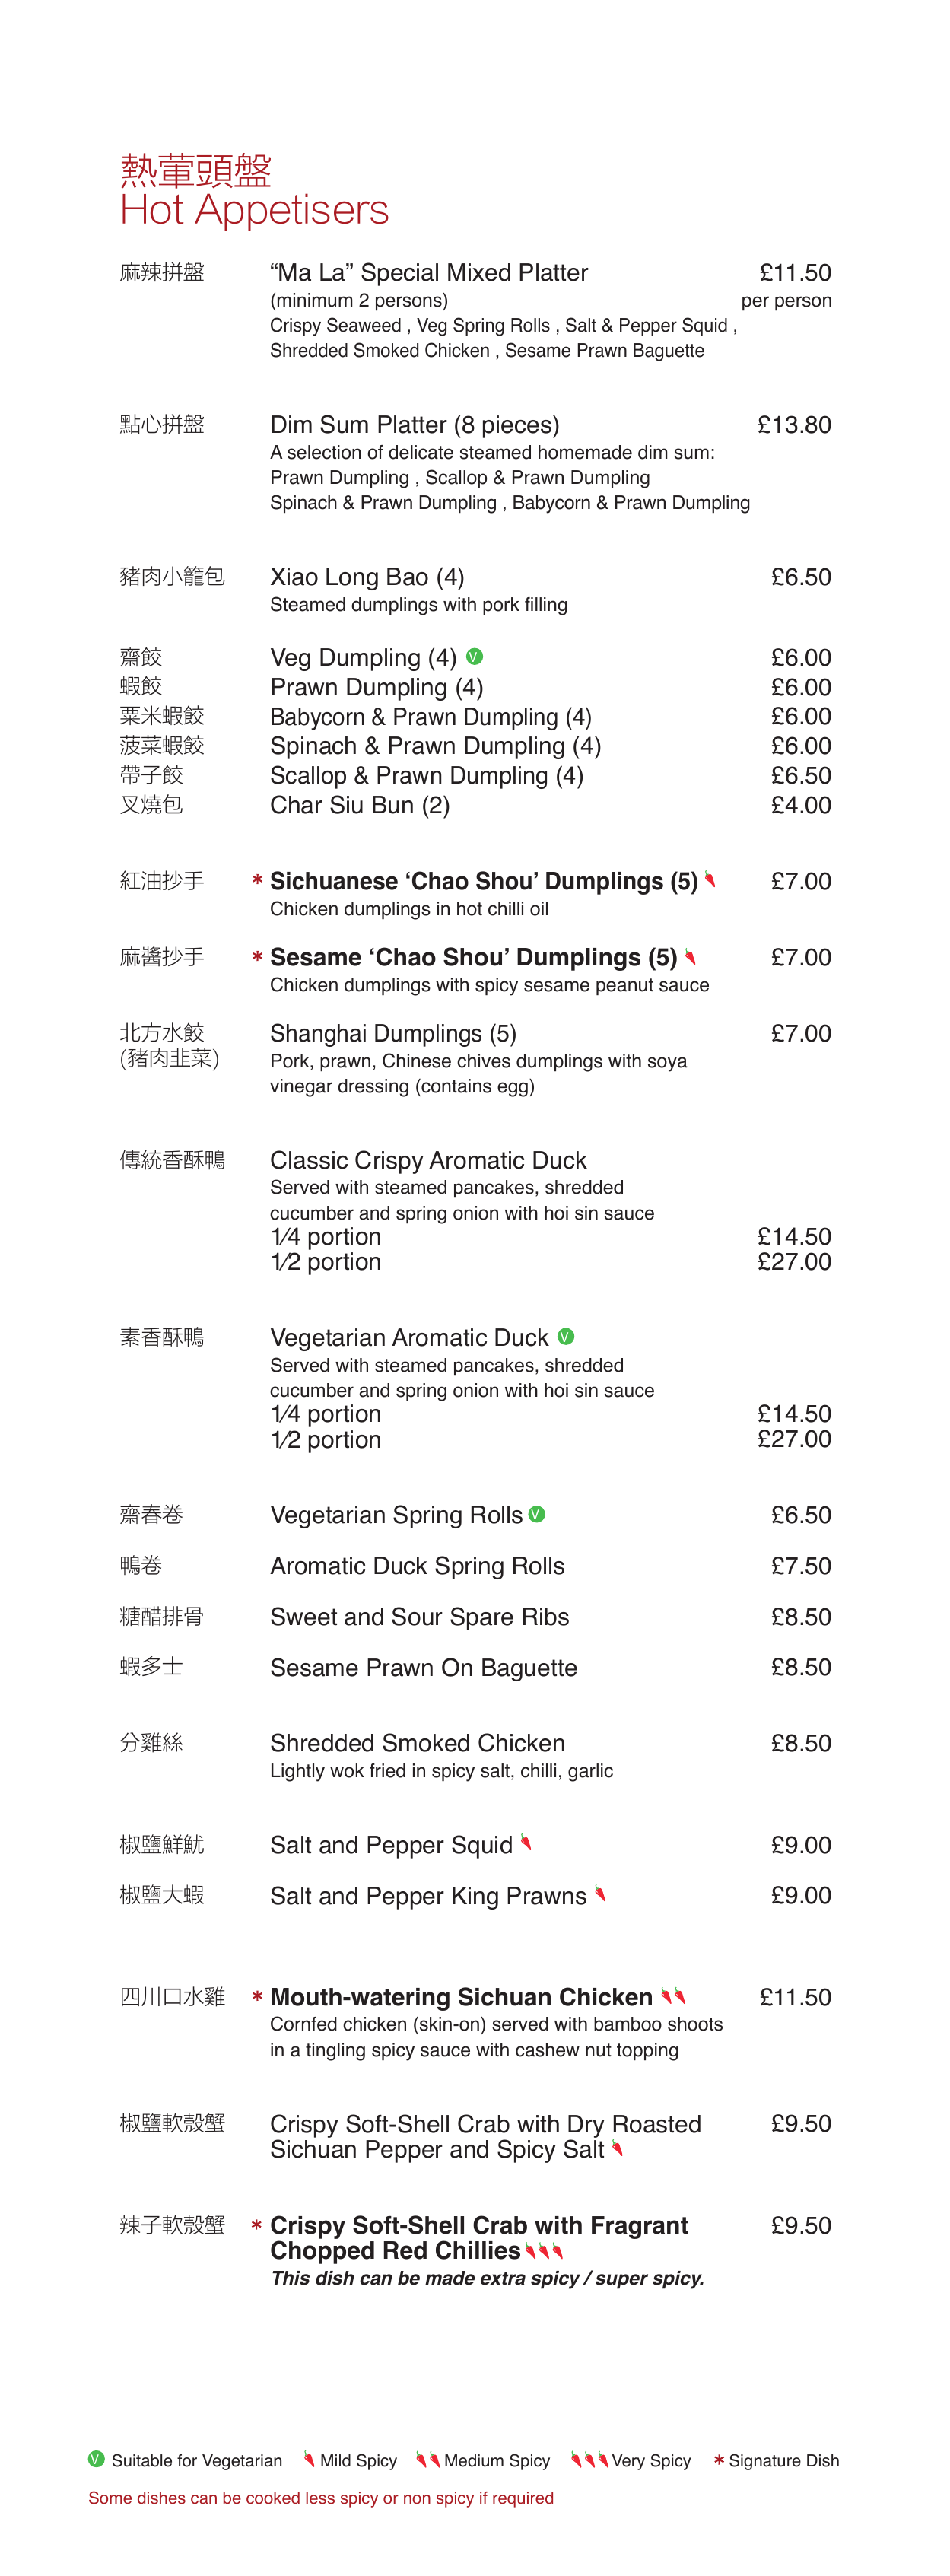 熱葷頭盤
Hot Appetisers
麻辣拼盤 “Ma La” Special Mixed Platter £11.50
(minimum 2 persons) per person
Crispy Seaweed , Veg Spring Rolls , Salt & Pepper Squid ,
Shredded Smoked Chicken , Sesame Prawn Baguette
點心拼盤 Dim Sum Platter (8 pieces) £13.80
A selection of delicate steamed homemade dim sum:
Prawn Dumpling , Scallop & Prawn Dumpling
Spinach & Prawn Dumpling , Babycorn & Prawn Dumpling
豬肉小籠包 Xiao Long Bao (4) £6.50
Steamed dumplings with pork filling
齋餃 Veg Dumpling (4) V £6.00
蝦餃 Prawn Dumpling (4) £6.00
粟米蝦餃 Babycorn & Prawn Dumpling (4) £6.00
菠菜蝦餃 Spinach & Prawn Dumpling (4) £6.00
帶子餃 Scallop & Prawn Dumpling (4) £6.50
叉燒包 Char Siu Bun (2) £4.00
紅油抄手 * Sichuanese ‘Chao Shou’ Dumplings (5) £7.00
Chicken dumplings in hot chilli oil
麻醬抄手 * Sesame ‘Chao Shou’ Dumplings (5) £7.00
Chicken dumplings with spicy sesame peanut sauce
北方水餃 Shanghai Dumplings (5) £7.00
(豬肉韭菜) Pork, prawn, Chinese chives dumplings with soya
vinegar dressing (contains egg)
傳統香酥鴨 Classic Crispy Aromatic Duck
Served with steamed pancakes, shredded
cucumber and spring onion with hoi sin sauce
1⁄4 portion £14.50
1⁄2 portion £27.00
素香酥鴨 Vegetarian Aromatic Duck V
Served with steamed pancakes, shredded
cucumber and spring onion with hoi sin sauce
1⁄4 portion £14.50
1⁄2 portion £27.00
齋春卷 Vegetarian Spring Rolls V £6.50
鴨卷 Aromatic Duck Spring Rolls £7.50
糖醋排骨 Sweet and Sour Spare Ribs £8.50
蝦多士 Sesame Prawn On Baguette £8.50
分雞絲 Shredded Smoked Chicken £8.50
Lightly wok fried in spicy salt, chilli, garlic
椒鹽鮮魷 Salt and Pepper Squid £9.00
椒鹽大蝦 Salt and Pepper King Prawns £9.00
四川口水雞 * Mouth-watering Sichuan Chicken £11.50
Cornfed chicken (skin-on) served with bamboo shoots
in a tingling spicy sauce with cashew nut topping
椒鹽軟殼蟹 Crispy Soft-Shell Crab with Dry Roasted £9.50
Sichuan Pepper and Spicy Salt
辣子軟殼蟹 * Crispy Soft-Shell Crab with Fragrant £9.50
Chopped Red Chillies
This dish can be made extra spicy / super spicy.
V Suitable for Vegetarian Mild Spicy Medium Spicy Very Spicy * Signature Dish
Some dishes can be cooked less spicy or non spicy if required